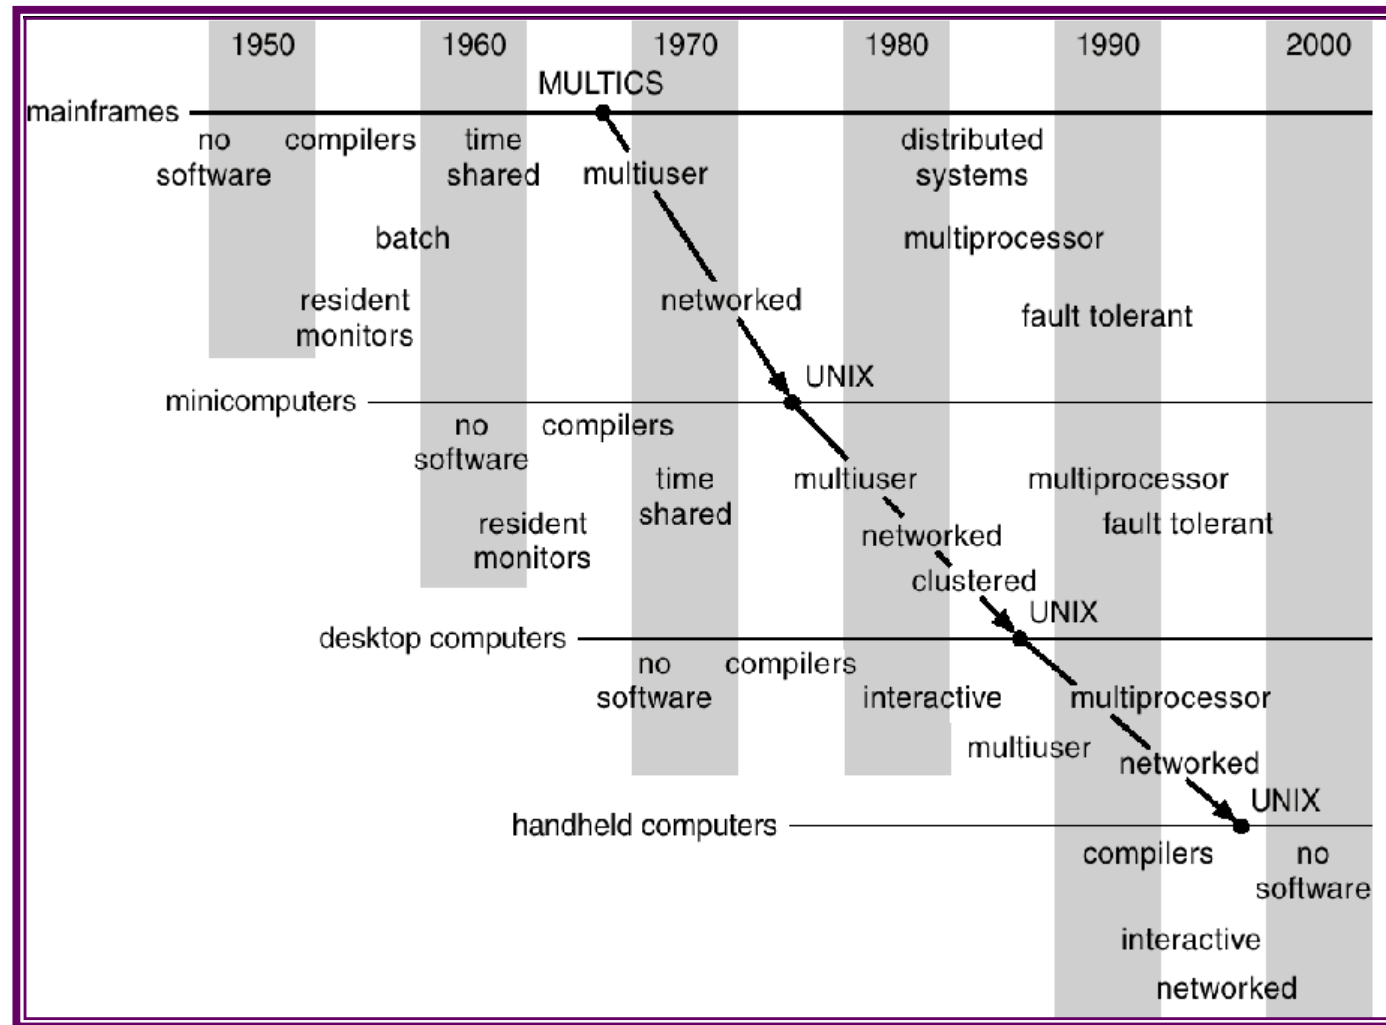 1950 1960 1970 1980 1990 2000
MULTICS
mainframes
no compilers time distributed
software shared multiuser systems
batch multiprocessor
resident networked
monitors fault tolerant
UNIX
minicomputers
no compilers
software time multiuser multiprocessor
resident shared fault tolerant
monitors networked
clustered
UNIX
desktop computers
no compilers
software interactive multiprocessor
multiuser
networked
UNIX
handheld computers
compilers no
software
interactive
networked